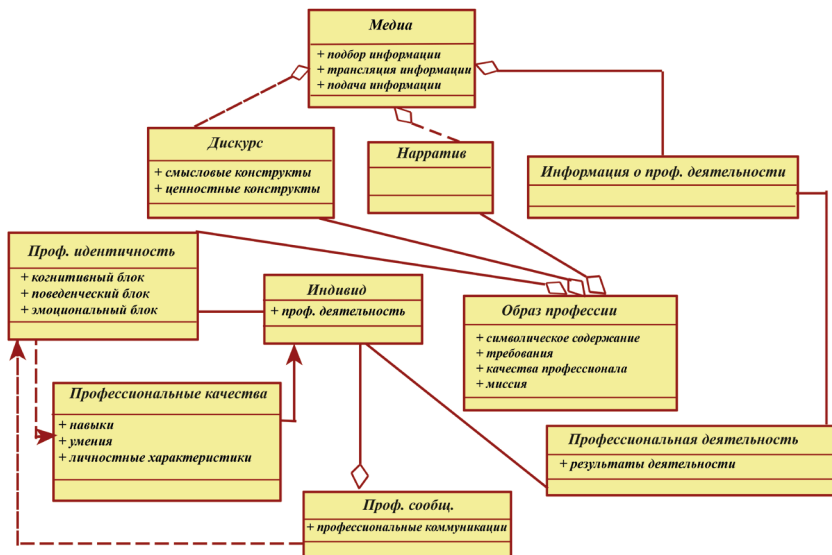 Медиа
+ подбор информации
+ трансляция информации
+ подача информации
Дискурс
+ смысловые конструкты
+ ценностные конструкты
Нарратив
Информация о проф. деятельности
Проф. идентичность
+ когнитивный блок
+ поведенческий блок
+ эмоциональный блок
Индивид
+ проф. деятельность
Образ профессии
+ символическое содержание
+ требования
+ качества профессионала
+ миссия
Профессиональные качества
+ навыки
+ умения
+ личностные характеристики
Профессиональная деятельность
+ результаты деятельности
Проф. сообщ.
+ профессиональные коммуникации